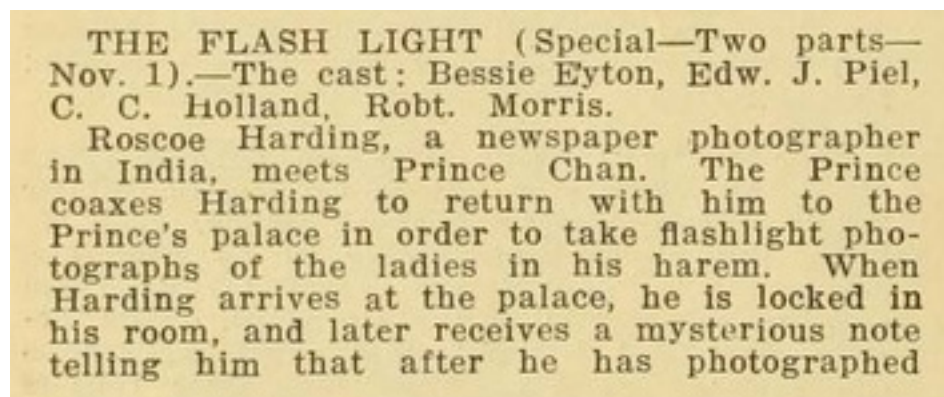 THE FLASH LIGHT (Special—Two parts—
Nov. 1).—The cast: Bessie Eyton, Edw. J. Piel,
C. C. Holland, Robt. Morris.
Roscoe Harding, a newspaper photographer
in India, meets Prince Chan. The Prince
coaxes Harding to return with him to the
Prince's palace in order to take flashlight pho-
tographs of the ladies in his harem. When
Harding arrives at the palace, he is locked in
his room, and later receives a mysterious note
telling him that after he has photographed